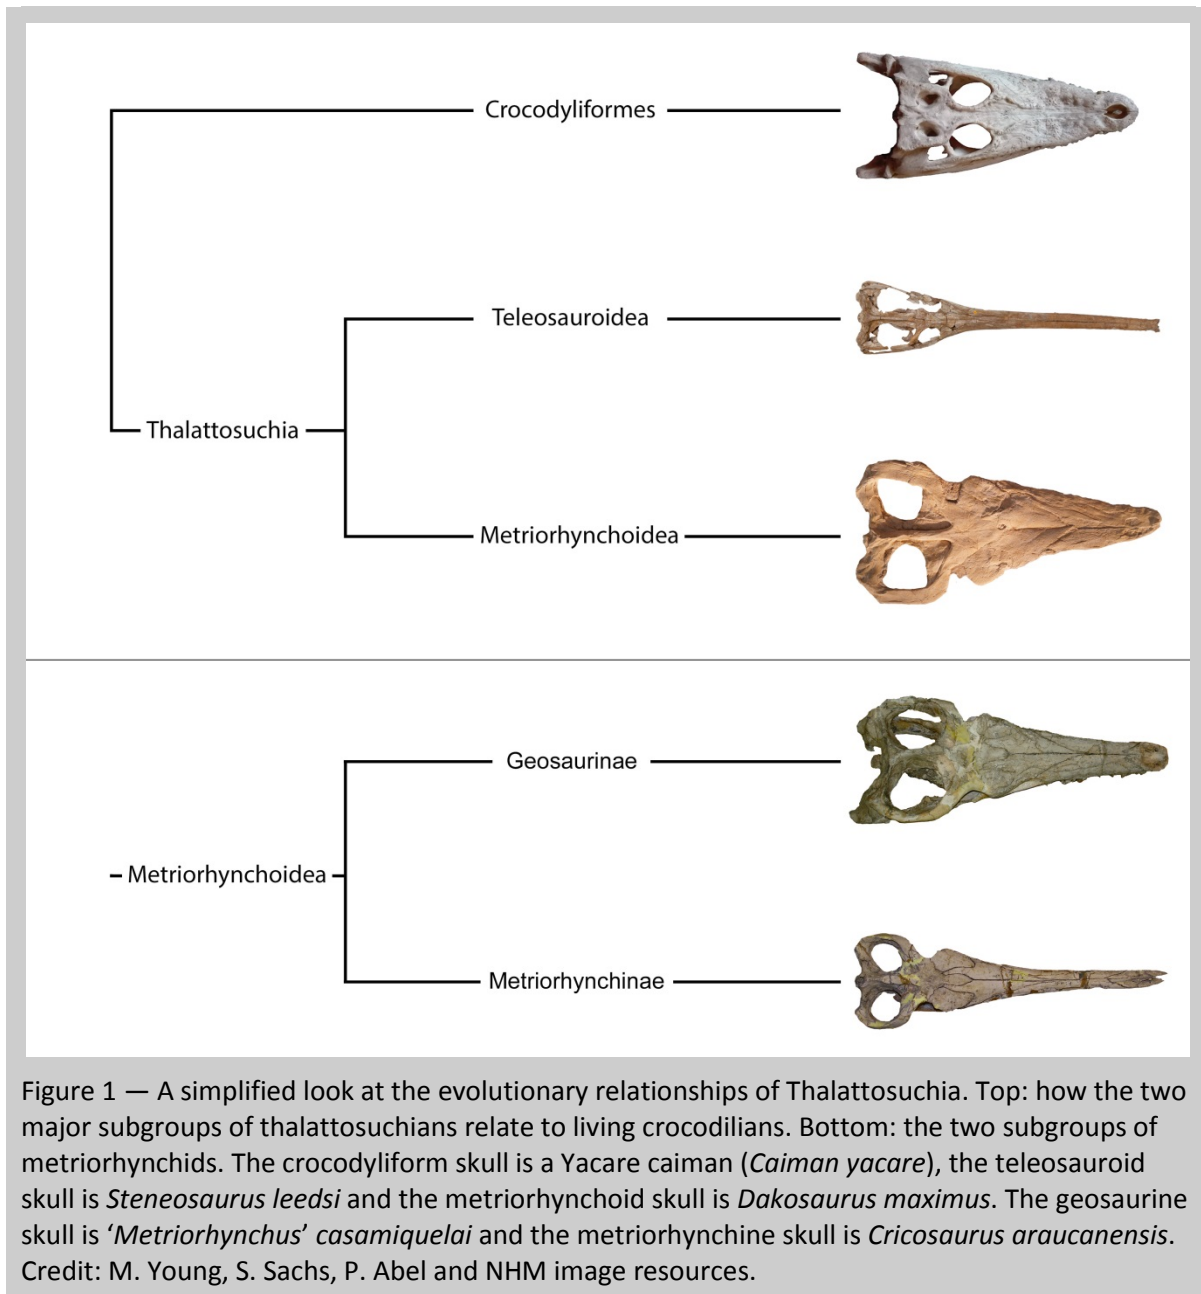 Crocodyliformes
Teleosauroidea
Thalattosuchia
Metriorhynchoidea
Geosaurinae
Metriorhynchoidea
Metriorhynchinae
Figure 1 — A simplified look at the evolutionary relationships of Thalattosuchia. Top: how the two
major subgroups of thalattosuchians relate to living crocodilians. Bottom: the two subgroups of
metriorhynchids. The crocodyliform skull is a Yacare caiman (Caiman yacare), the teleosauroid
skull is Steneosaurus leedsi and the metriorhynchoid skull is Dakosaurus maximus. The geosaurine
skull is ‘Metriorhynchus’ casamiquelai and the metriorhynchine skull is Cricosaurus araucanensis.
Credit: M. Young, S. Sachs, P. Abel and NHM image resources.